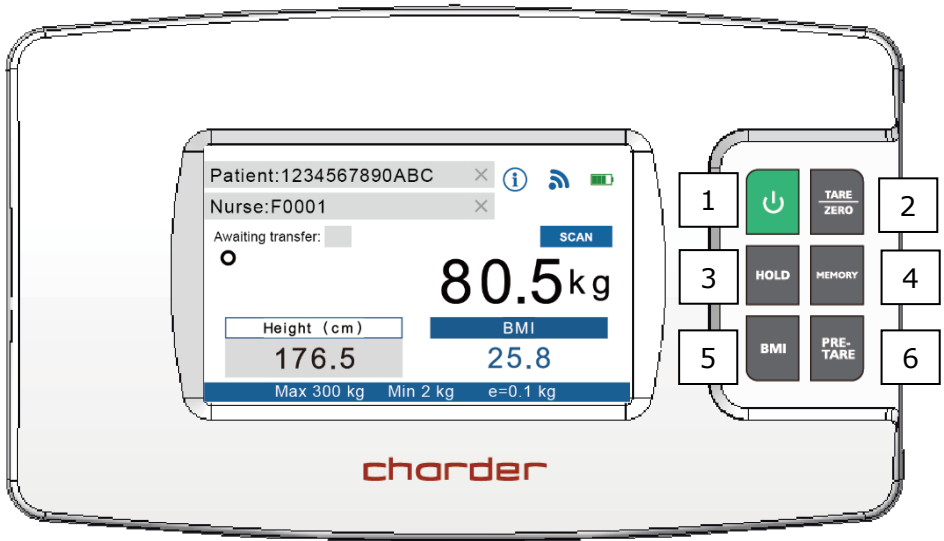 Patient:1234567890ABC ×
Nurse:F0001 ×
Awaiting transfer:
SCAN
80.5kg
Height (cm) BMI
176.5 25.8
Max 300 kg Min 2 kg e=0.1 kg
charder
1
TARE
ZERO
2
3
HOLD
MEMORY
4
5
BMI
PRE-
TARE
6